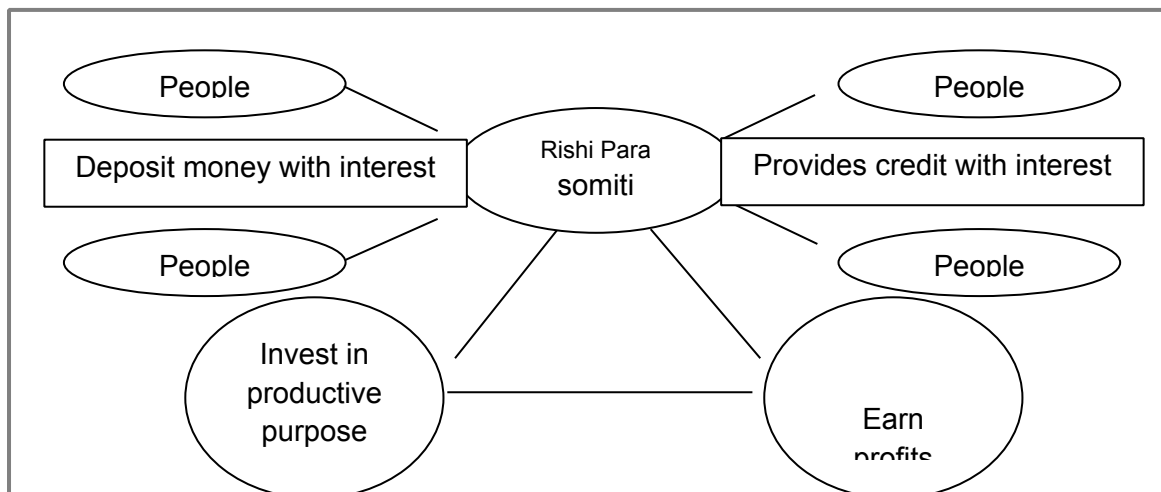 People
People
Deposit money with interest
Rishi Para
somiti
Provides credit with interest
People
People
Invest in
productive
purpose
Earn
profits